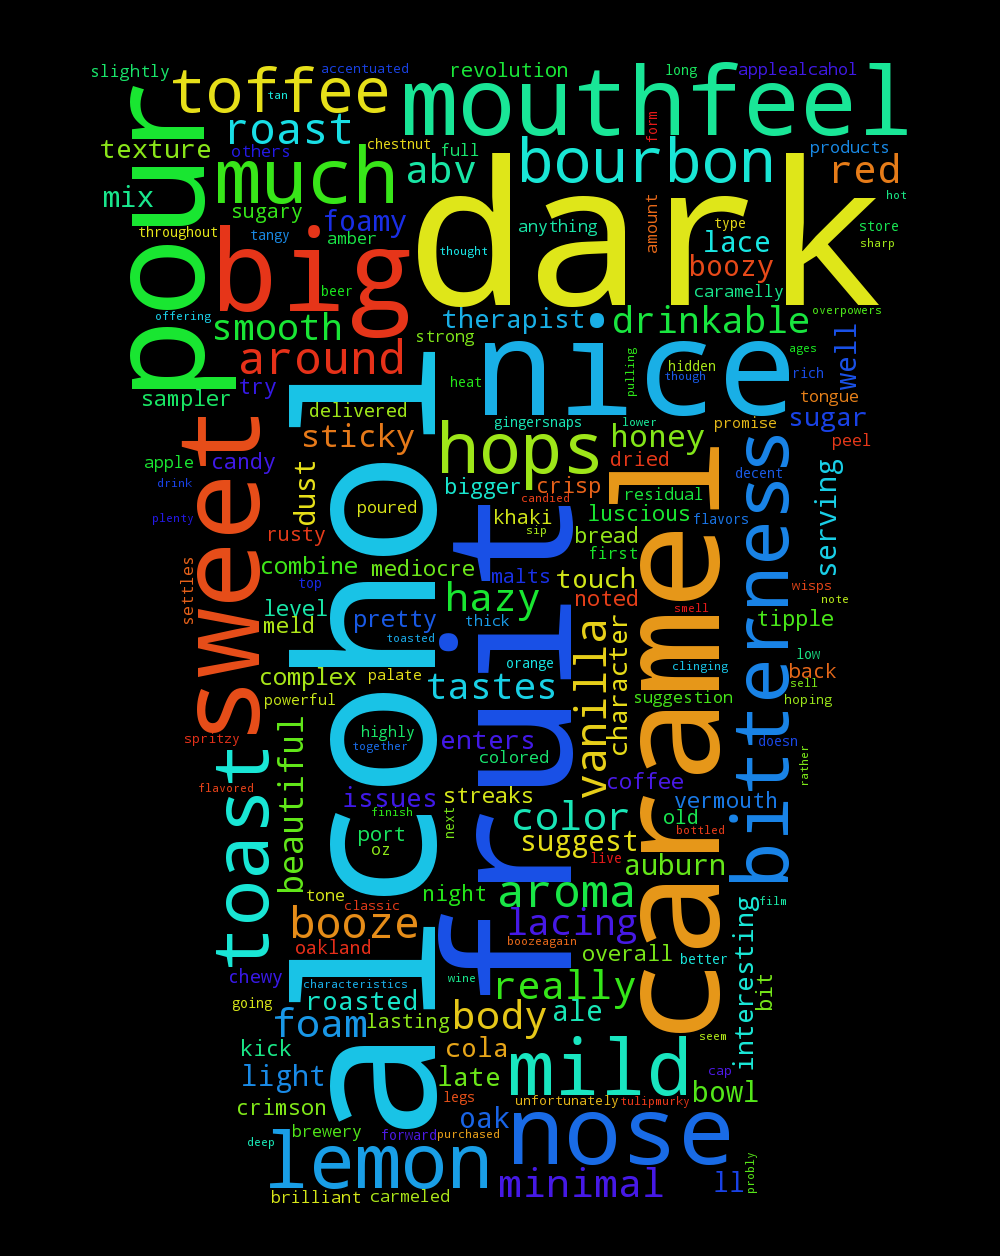 slightly
toffee
accentuated
revolution
long
applealcahol
mouthfeel
tan
pour
roast
form
texture
others
chestnut
full
products
much
abv
bourbon
red
mix
sugary
foamy
anything
amount
type
hot
store
throughout
tangy
amber
thought
dark
lace
sharp
big
boozy
beer
caramelly
offering
smooth
therapist
drinkable
overpowers
strong
around
nice
pulling
hidden
ages
well
try
heat
though
rich
sampler
delivered
gingersnaps
lower
promise
tongue
sugar
sticky
hops
honey
peel
apple
candy
dust
bigger
crisp
dried
decent
drink
poured
candied
residual
serving
plenty
rusty
khaki
sip
luscious
flavors
bread
sweet
alcohol
fruit
caramel
bitterness
settles
combine
mediocre
first
top
malts
touch
wisps
level
hazy
noted
smell
note
meld
pretty
thick
tipple
toasted
vanilla
character
orange
clinging
low
complex
palate
tastes
back
sell
powerful
suggestion
hoping
spritzy
highly
together
enters
colored
doesn
rather
toast
beautiful
flavored
issues
streaks
coffee
vermouth
finish
next
port
color
old
bottled
oz
suggest
live
auburn
tone
classic
night
aroma
film
booze
lacing
oakland
boozeagain
overall
better
interesting
chewy
characteristics
wine
bit
going
roasted
really
foam
lasting
body
ale
kick
cola
mild
seem
light
late
cap
bowl
crimson
legs
unfortunately
tulipmurky
brewery
oak
nose
deep
forward
purchased
lemon
minimal
ll
probly
brilliant
carmeled